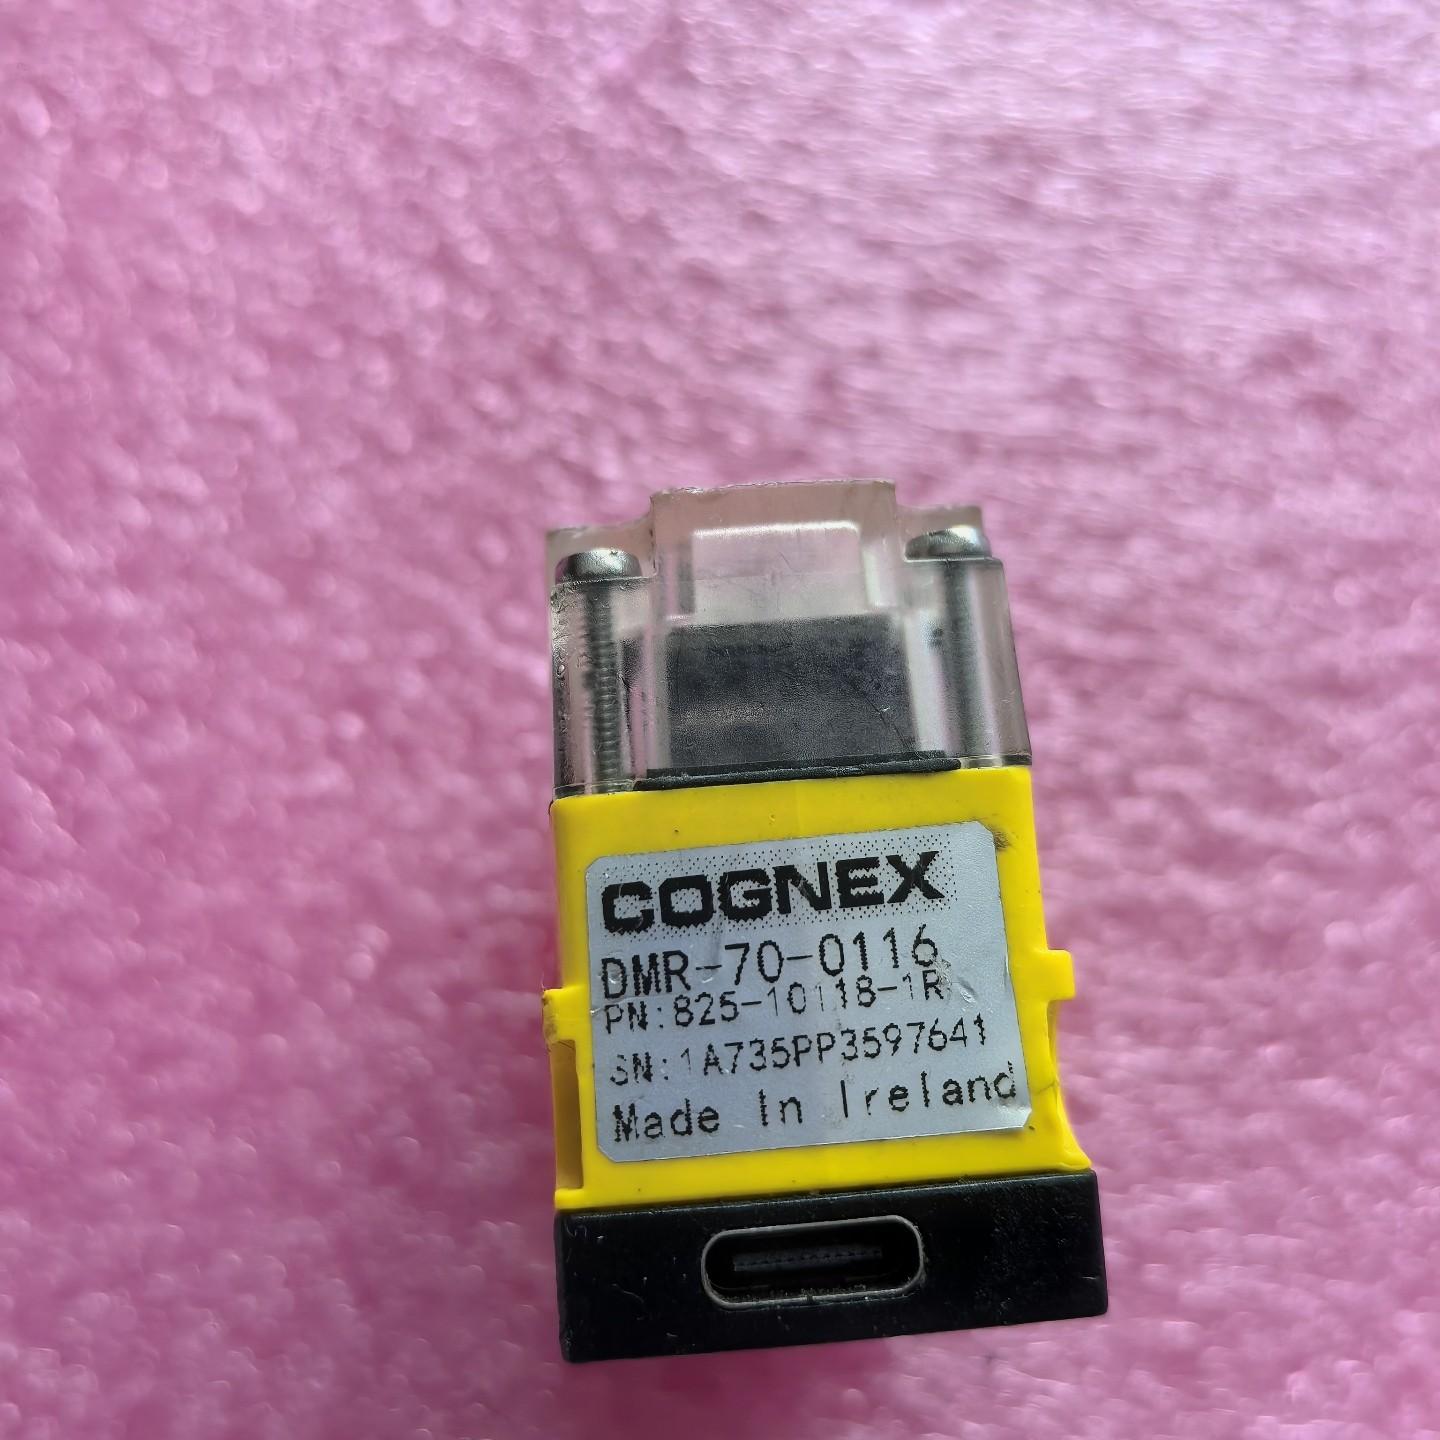 COGNEX
DMR-70-0116
PN:825-10118-1R
SN:1A735PP3597641
Made In Ireland